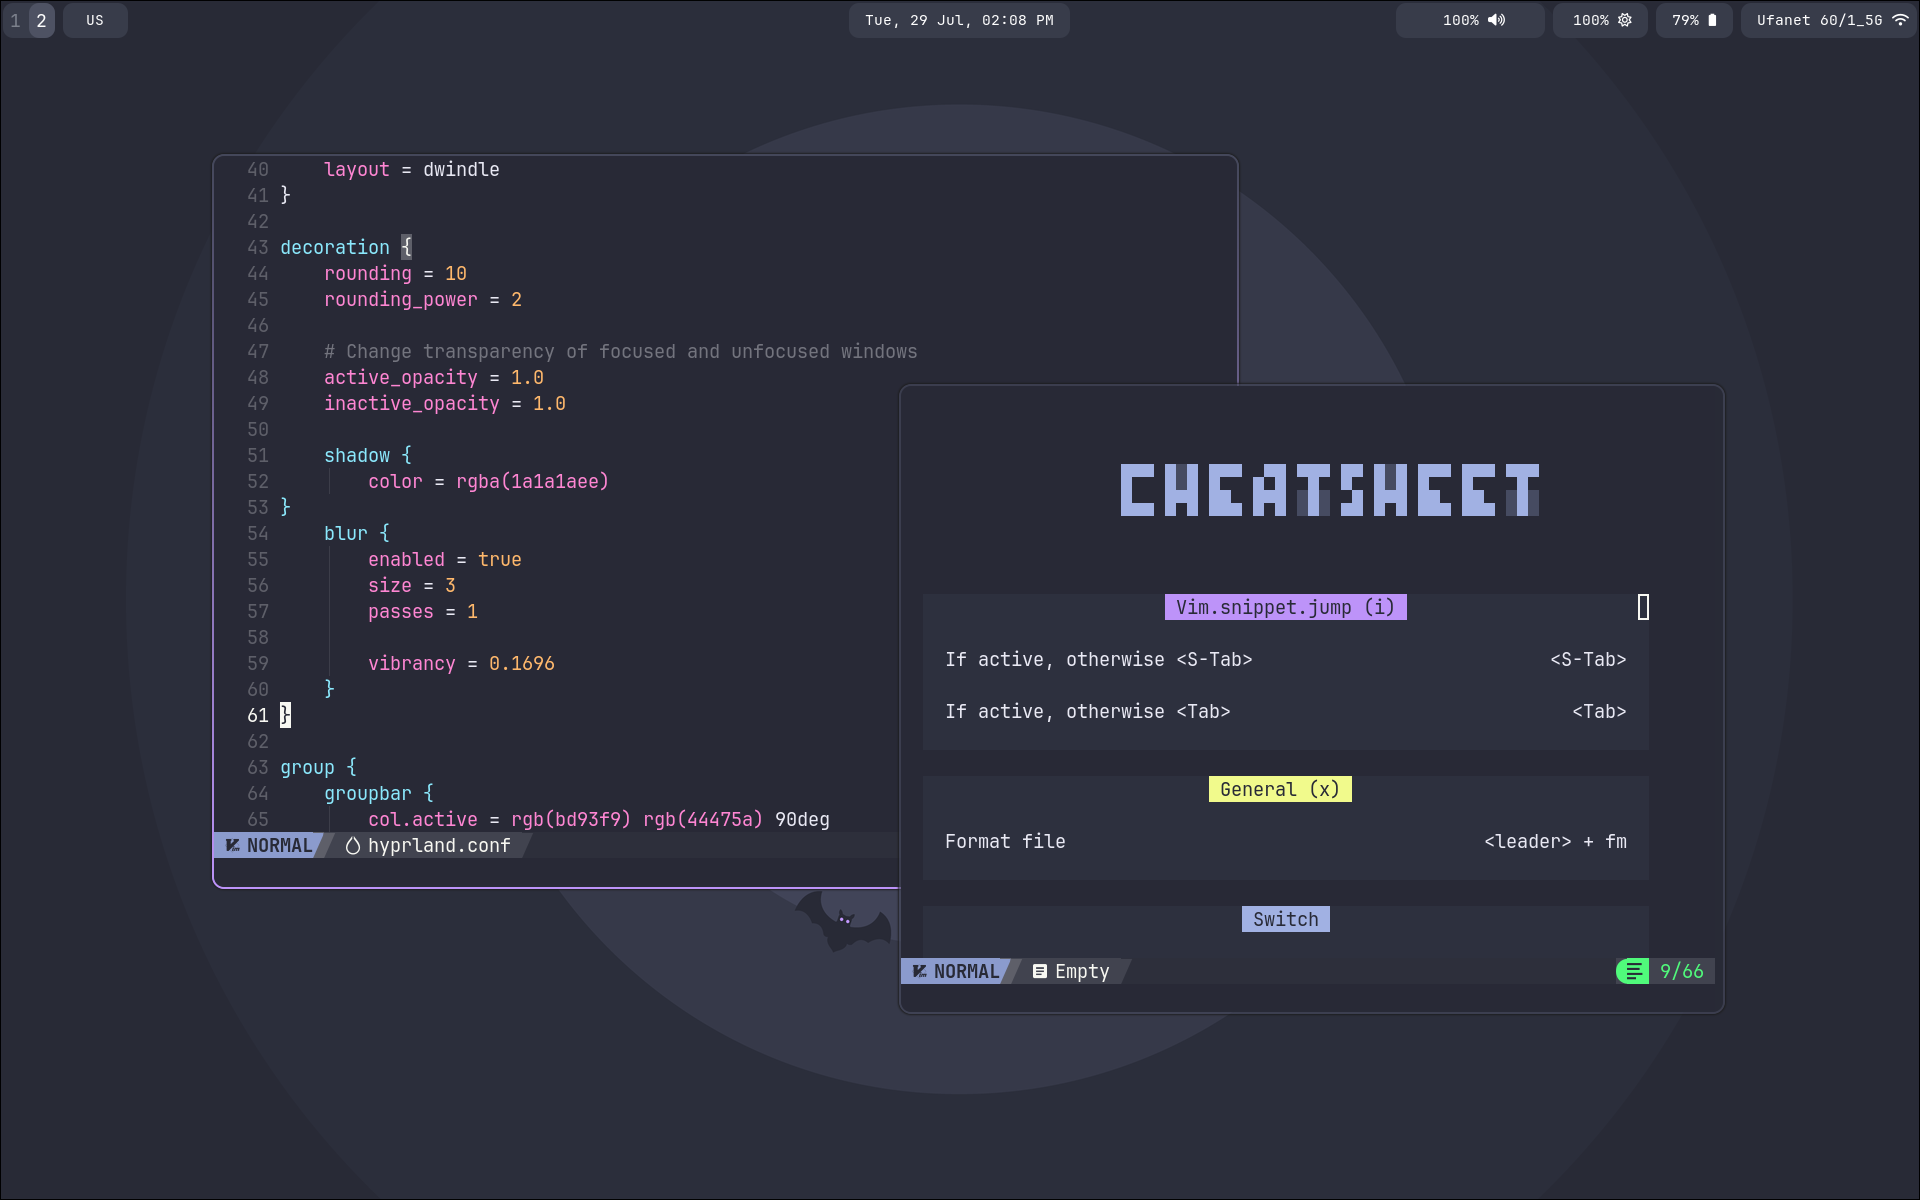 1 2 US Tue, 29 Jul, 02:08 PM 100% 100% 79% Ufanet 60/1_5G
40     layout = dwindle
41 }
42
43 decoration {
44     rounding = 10
45     rounding_power = 2
46
47     # Change transparency of focused and unfocused windows
48     active_opacity = 1.0
49     inactive_opacity = 1.0
50
51     shadow {
52         color = rgba(1a1a1aee)
53 }
54     blur {
55         enabled = true
56         size = 3
57         passes = 1
58
59         vibrancy = 0.1696
60     }
61 }
62
63 group {
64     groupbar {
65         col.active = rgb(bd93f9) rgb(44475a) 90deg
NORMAL hyprland.conf
CHEATSHEET
Vim.snippet.jump (i)
If active, otherwise <S-Tab> <S-Tab>
If active, otherwise <Tab> <Tab>
General (x)
Format file <leader> + fm
Switch
NORMAL Empty 9/66